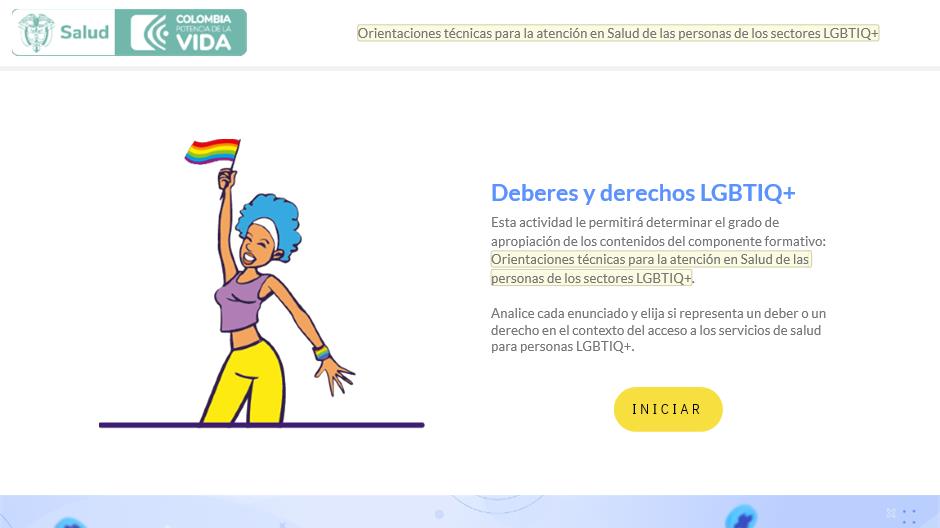 Salud
COLOMBIA
POTENCIA DE LA
VIDA
Orientaciones técnicas para la atención en Salud de las personas de los sectores LGBTIQ+
Deberes y derechos LGBTIQ+
Esta actividad le permitirá determinar el grado de
apropiación de los contenidos del componente formativo:
Orientaciones técnicas para la atención en Salud de las
personas de los sectores LGBTIQ+.
Analice cada enunciado y elija si representa un deber o un
derecho en el contexto del acceso a los servicios de salud
para personas LGBTIQ+.
INICIAR